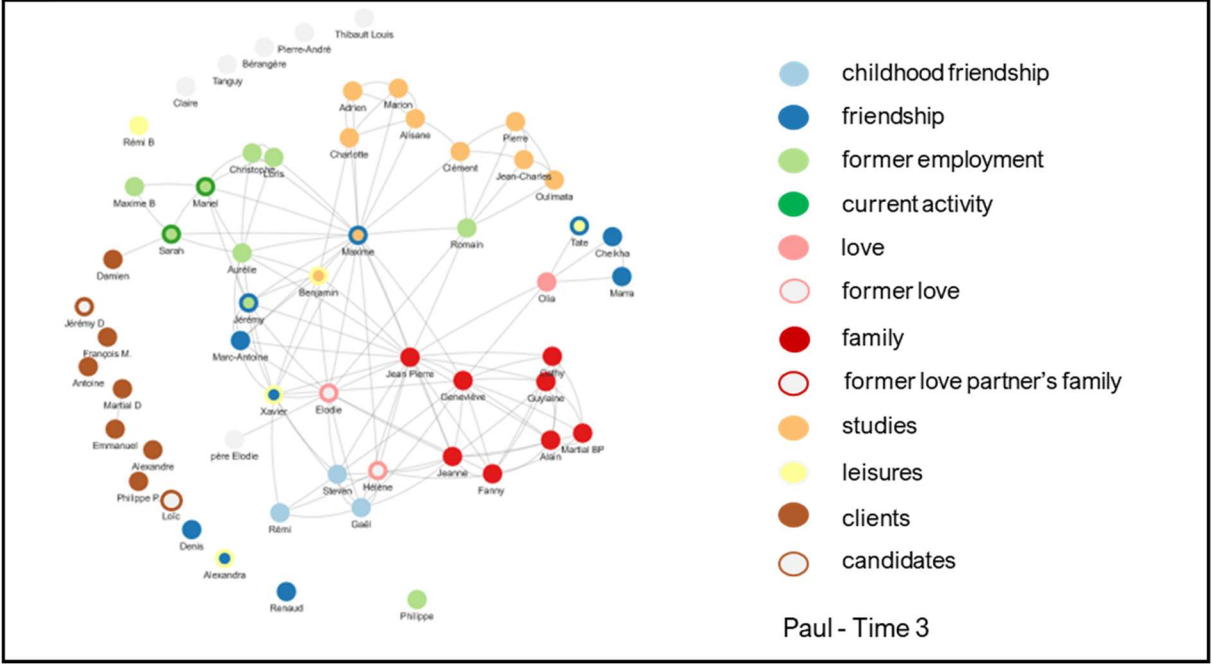 Thibault Louis
Pierre-André
Bérangère
Tanguy
Claire
Rémi B
Adrien
Marion
Alisane
Charlotte
Pierre
Clément
Jean-Charles
Oulimata
Christophe
Loris
Maxime B
Mariel
Sarah
Maxime
Romain
Tate
Cheikha
Aurélie
Damien
Benjamin
Olia
Marra
Jérémy D
Jérémy
François M.
Marc-Antoine
Antoine
Jean Pierre
Geneviève
Cathy
Guylaine
Martial D
Xavier
Elodie
Emmanuel
père Elodie
Alain
Martial BP
Alexandre
Jeanne
Fanny
Philippe P.
Steven
Hélène
Loïc
Rémi
Gaël
Denis
Alexandra
Renaud
Philippe
childhood friendship
friendship
former employment
current activity
love
former love
family
former love partner's family
studies
leisures
clients
candidates
Paul - Time 3